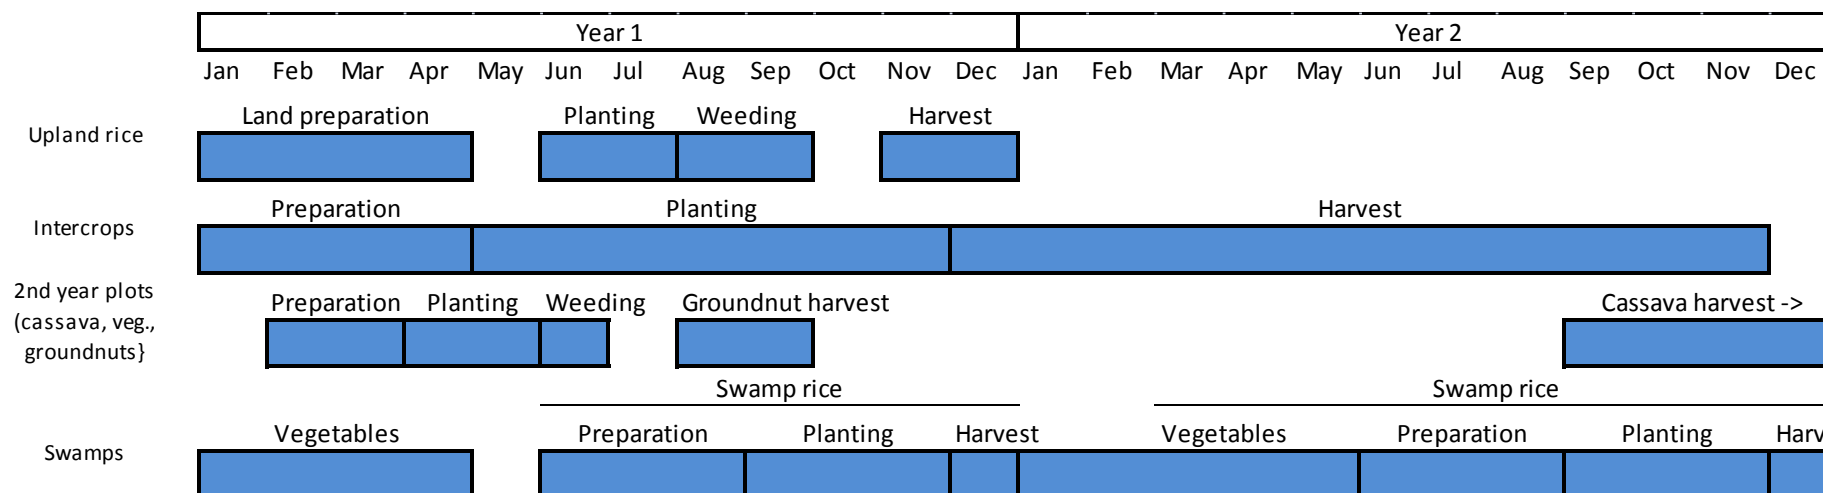 Year 1 Year 2
Jan Feb Mar Apr May Jun Jul Aug Sep Oct Nov Dec Jan Feb Mar Apr May Jun Jul Aug Sep Oct Nov Dec
Land preparation Planting Weeding Harvest
Upland rice
Preparation Planting Harvest
Intercrops
2nd year plots
(cassava, veg.,
groundnuts}
Preparation Planting Weeding Groundnut harvest Cassava harvest ->
Swamp rice Swamp rice
Vegetables Preparation Planting Harvest Vegetables Preparation Planting Harv
Swamps